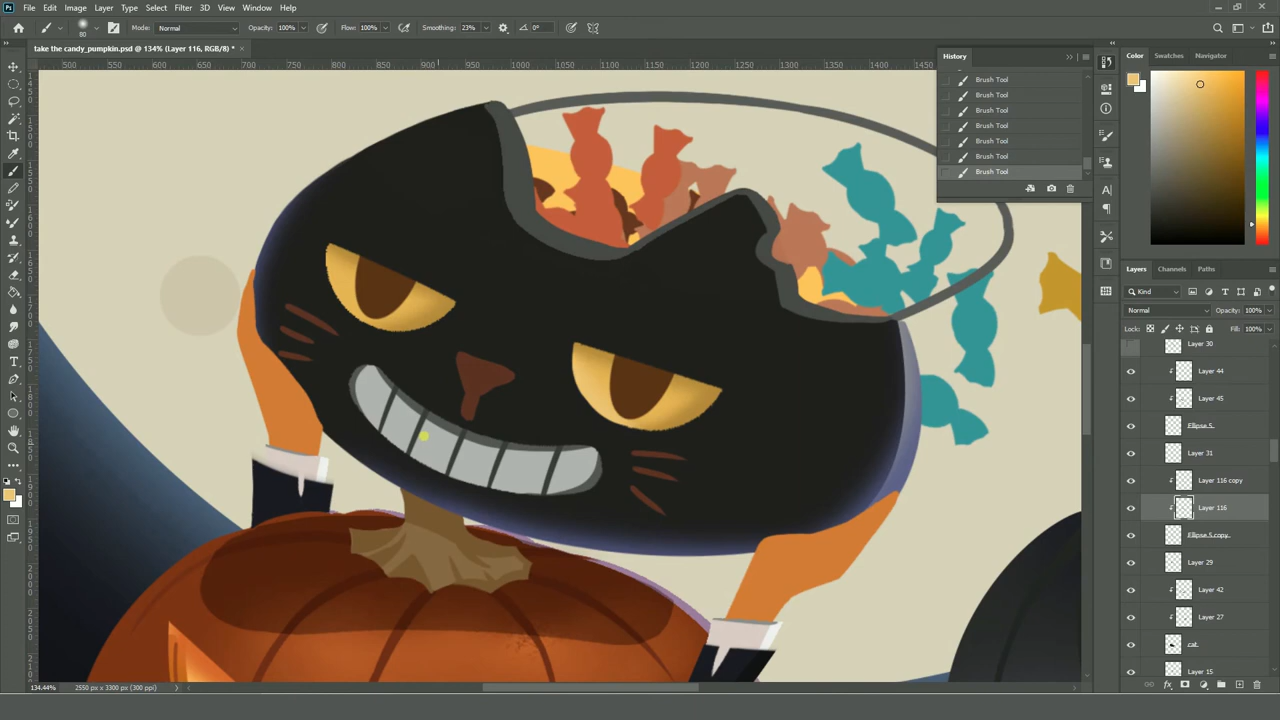 Ps File Edit Image Layer Type Select Filter 3D View Window Help
80 Mode: Normal Opacity: 100% Flow: 100% Smoothing: 23% 0°
take the candy_pumpkin.psd @ 134% (Layer 116, RGB/8) *
500 550 600 650 700 750 800 850 900 950 1000 1050 1100 1150 1200 1250 1300 1350 1400 1450
History
Brush Tool
Brush Tool
Brush Tool
Brush Tool
Brush Tool
Brush Tool
Brush Tool
Color Swatches Navigator
Layers Channels Paths
Kind
Normal Opacity: 100%
Lock: Fill: 100%
Layer 30
Layer 44
Layer 45
Ellipse 5
Layer 31
Layer 116 copy
Layer 116
Ellipse 5 copy
Layer 29
Layer 42
Layer 27
cat
Layer 15
134.44% 2550 px x 3300 px (300 ppi)